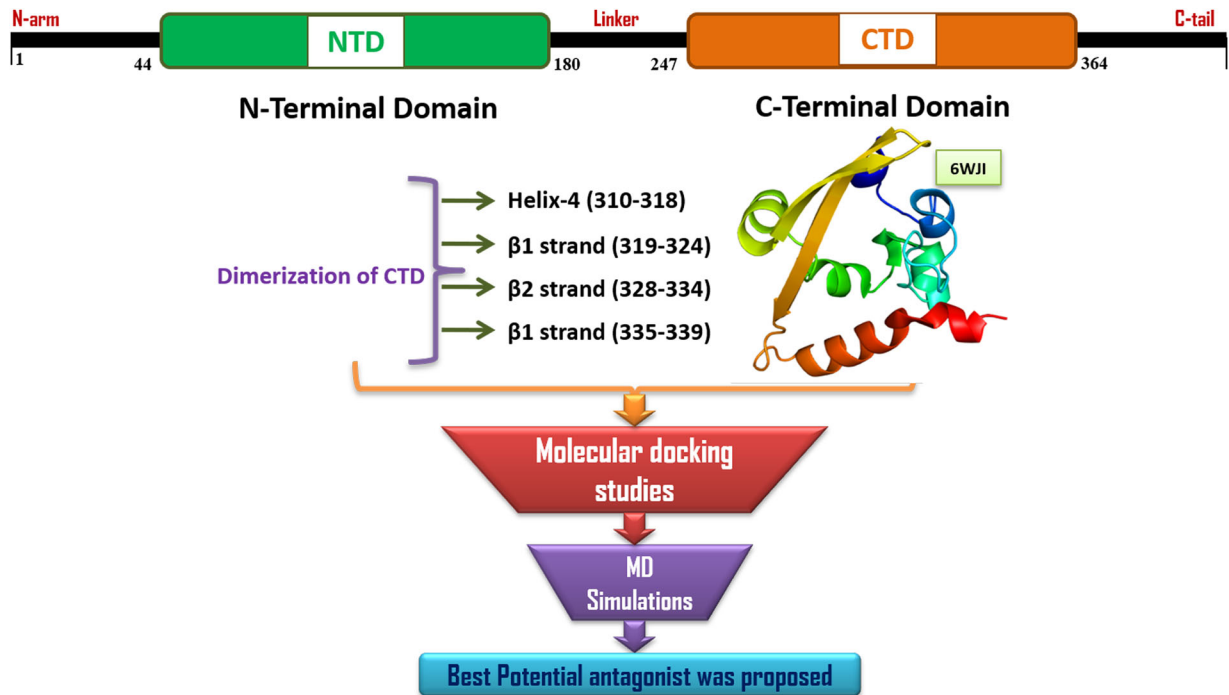 N-arm
Linker
C-tail
NTD
CTD
1
44
180
247
364
N-Terminal Domain
C-Terminal Domain
6WJI
Dimerization of CTD
Helix-4 (310-318)
β1 strand (319-324)
β2 strand (328-334)
β1 strand (335-339)
Molecular docking
studies
MD
Simulations
Best Potential antagonist was proposed